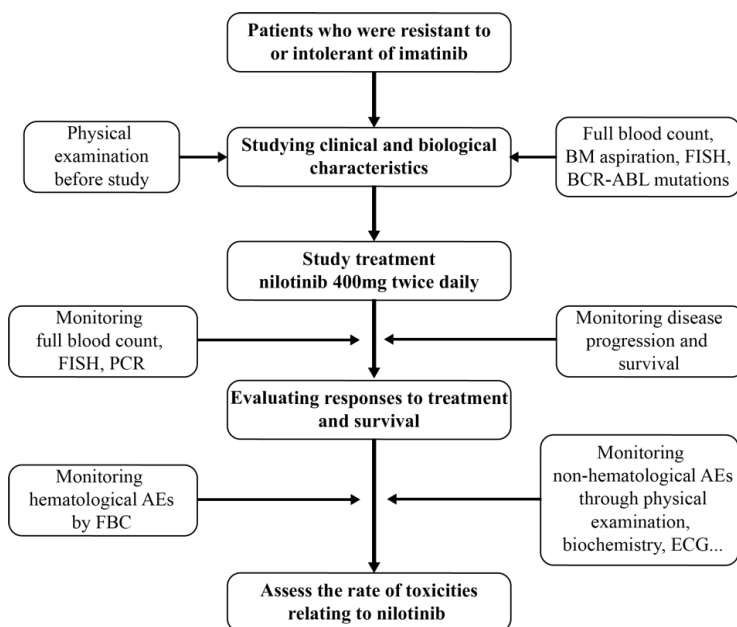 Patients who were resistant to
or intolerant of imatinib
Physical
examination
before study
Studying clinical and biological
characteristics
Full blood count,
BM aspiration, FISH,
BCR-ABL mutations
Study treatment
nilotinib 400mg twice daily
Monitoring
full blood count,
FISH, PCR
Monitoring disease
progression and
survival
Evaluating responses to treatment
and survival
Monitoring
hematological AEs
by FBC
Monitoring
non-hematological AEs
through physical
examination,
biochemistry, ECG...
Assess the rate of toxicities
relating to nilotinib